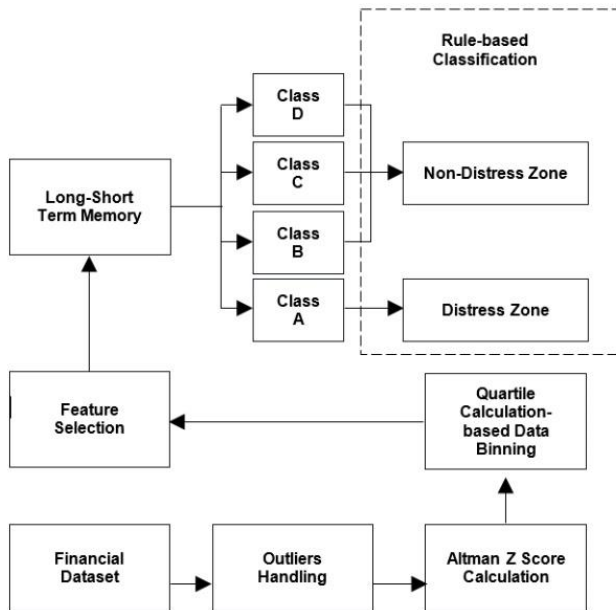 Rule-based
Classification
Class
D
Class
C
Non-Distress Zone
Long-Short
Term Memory
Class
B
Class
A
Distress Zone
Feature
Selection
Quartile
Calculation-
based Data
Binning
Financial
Dataset
Outliers
Handling
Altman Z Score
Calculation